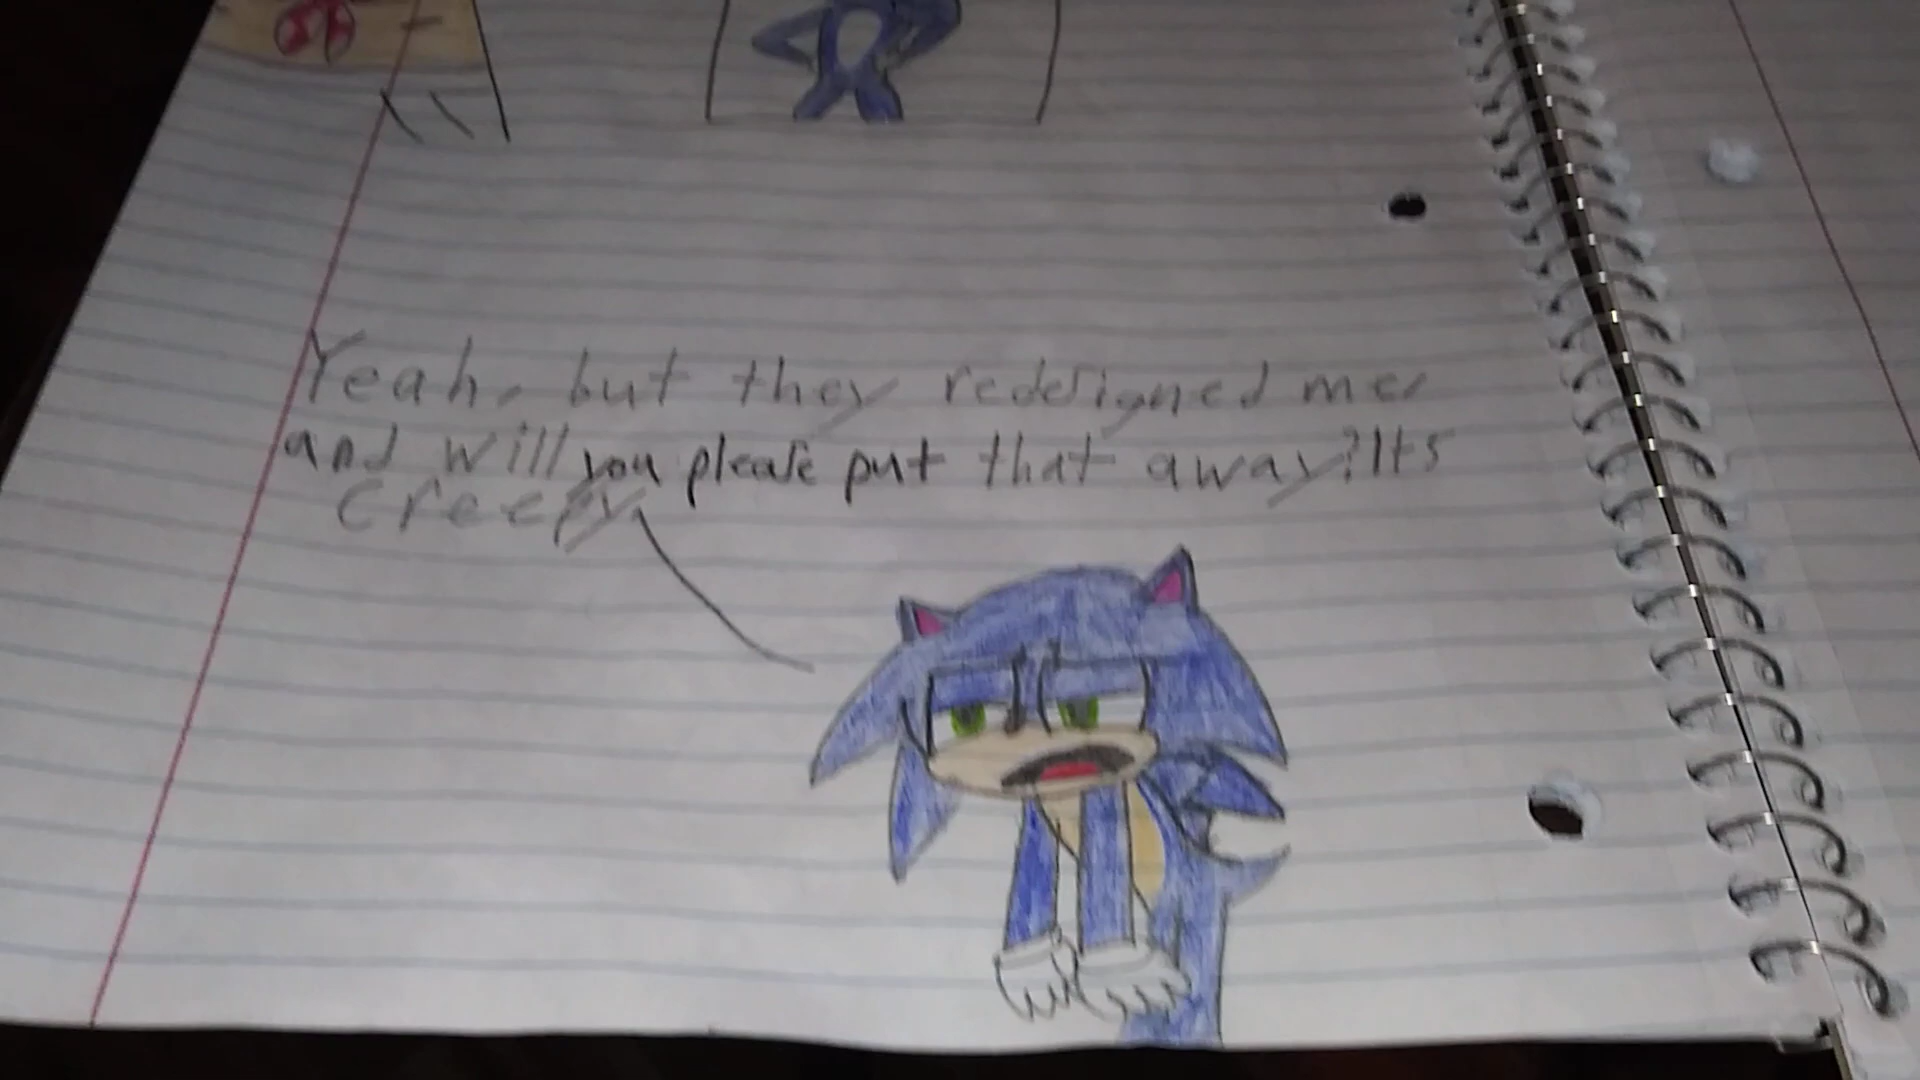 Yeah, but they redesigned me,
and will you please put that away? Its
creepy.